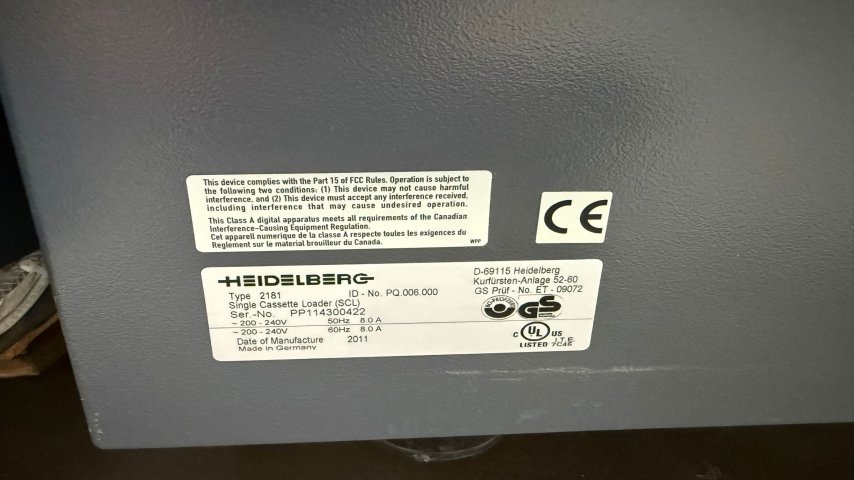 This device complies with the Part 15 of FCC Rules. Operation is subject to
the following two conditions: (1) This device may not cause harmful
interference, and (2) This device must accept any interference received,
including interference that may cause undesired operation.
This Class A digital apparatus meets all requirements of the Canadian
Interference-Causing Equipment Regulation.
Cet appareil numerique de la classe A respecte toutes les exigences du
Reglement sur le material brouilleur du Canada. WPP
CE
HEIDELBERG
Type 2181 ID - No. PQ.006.000
Single Cassette Loader (SCL)
Ser.-No. PP114300422
~ 200 - 240V 50Hz 8.0 A
~ 200 - 240V 60Hz 8.0 A
Date of Manufacture 2011
Made in Germany
D-69115 Heidelberg
Kurfürsten-Anlage 52-60
GS Prüf - No. ET - 09072
GS
C UL US
LISTED I.T.E.
7C46